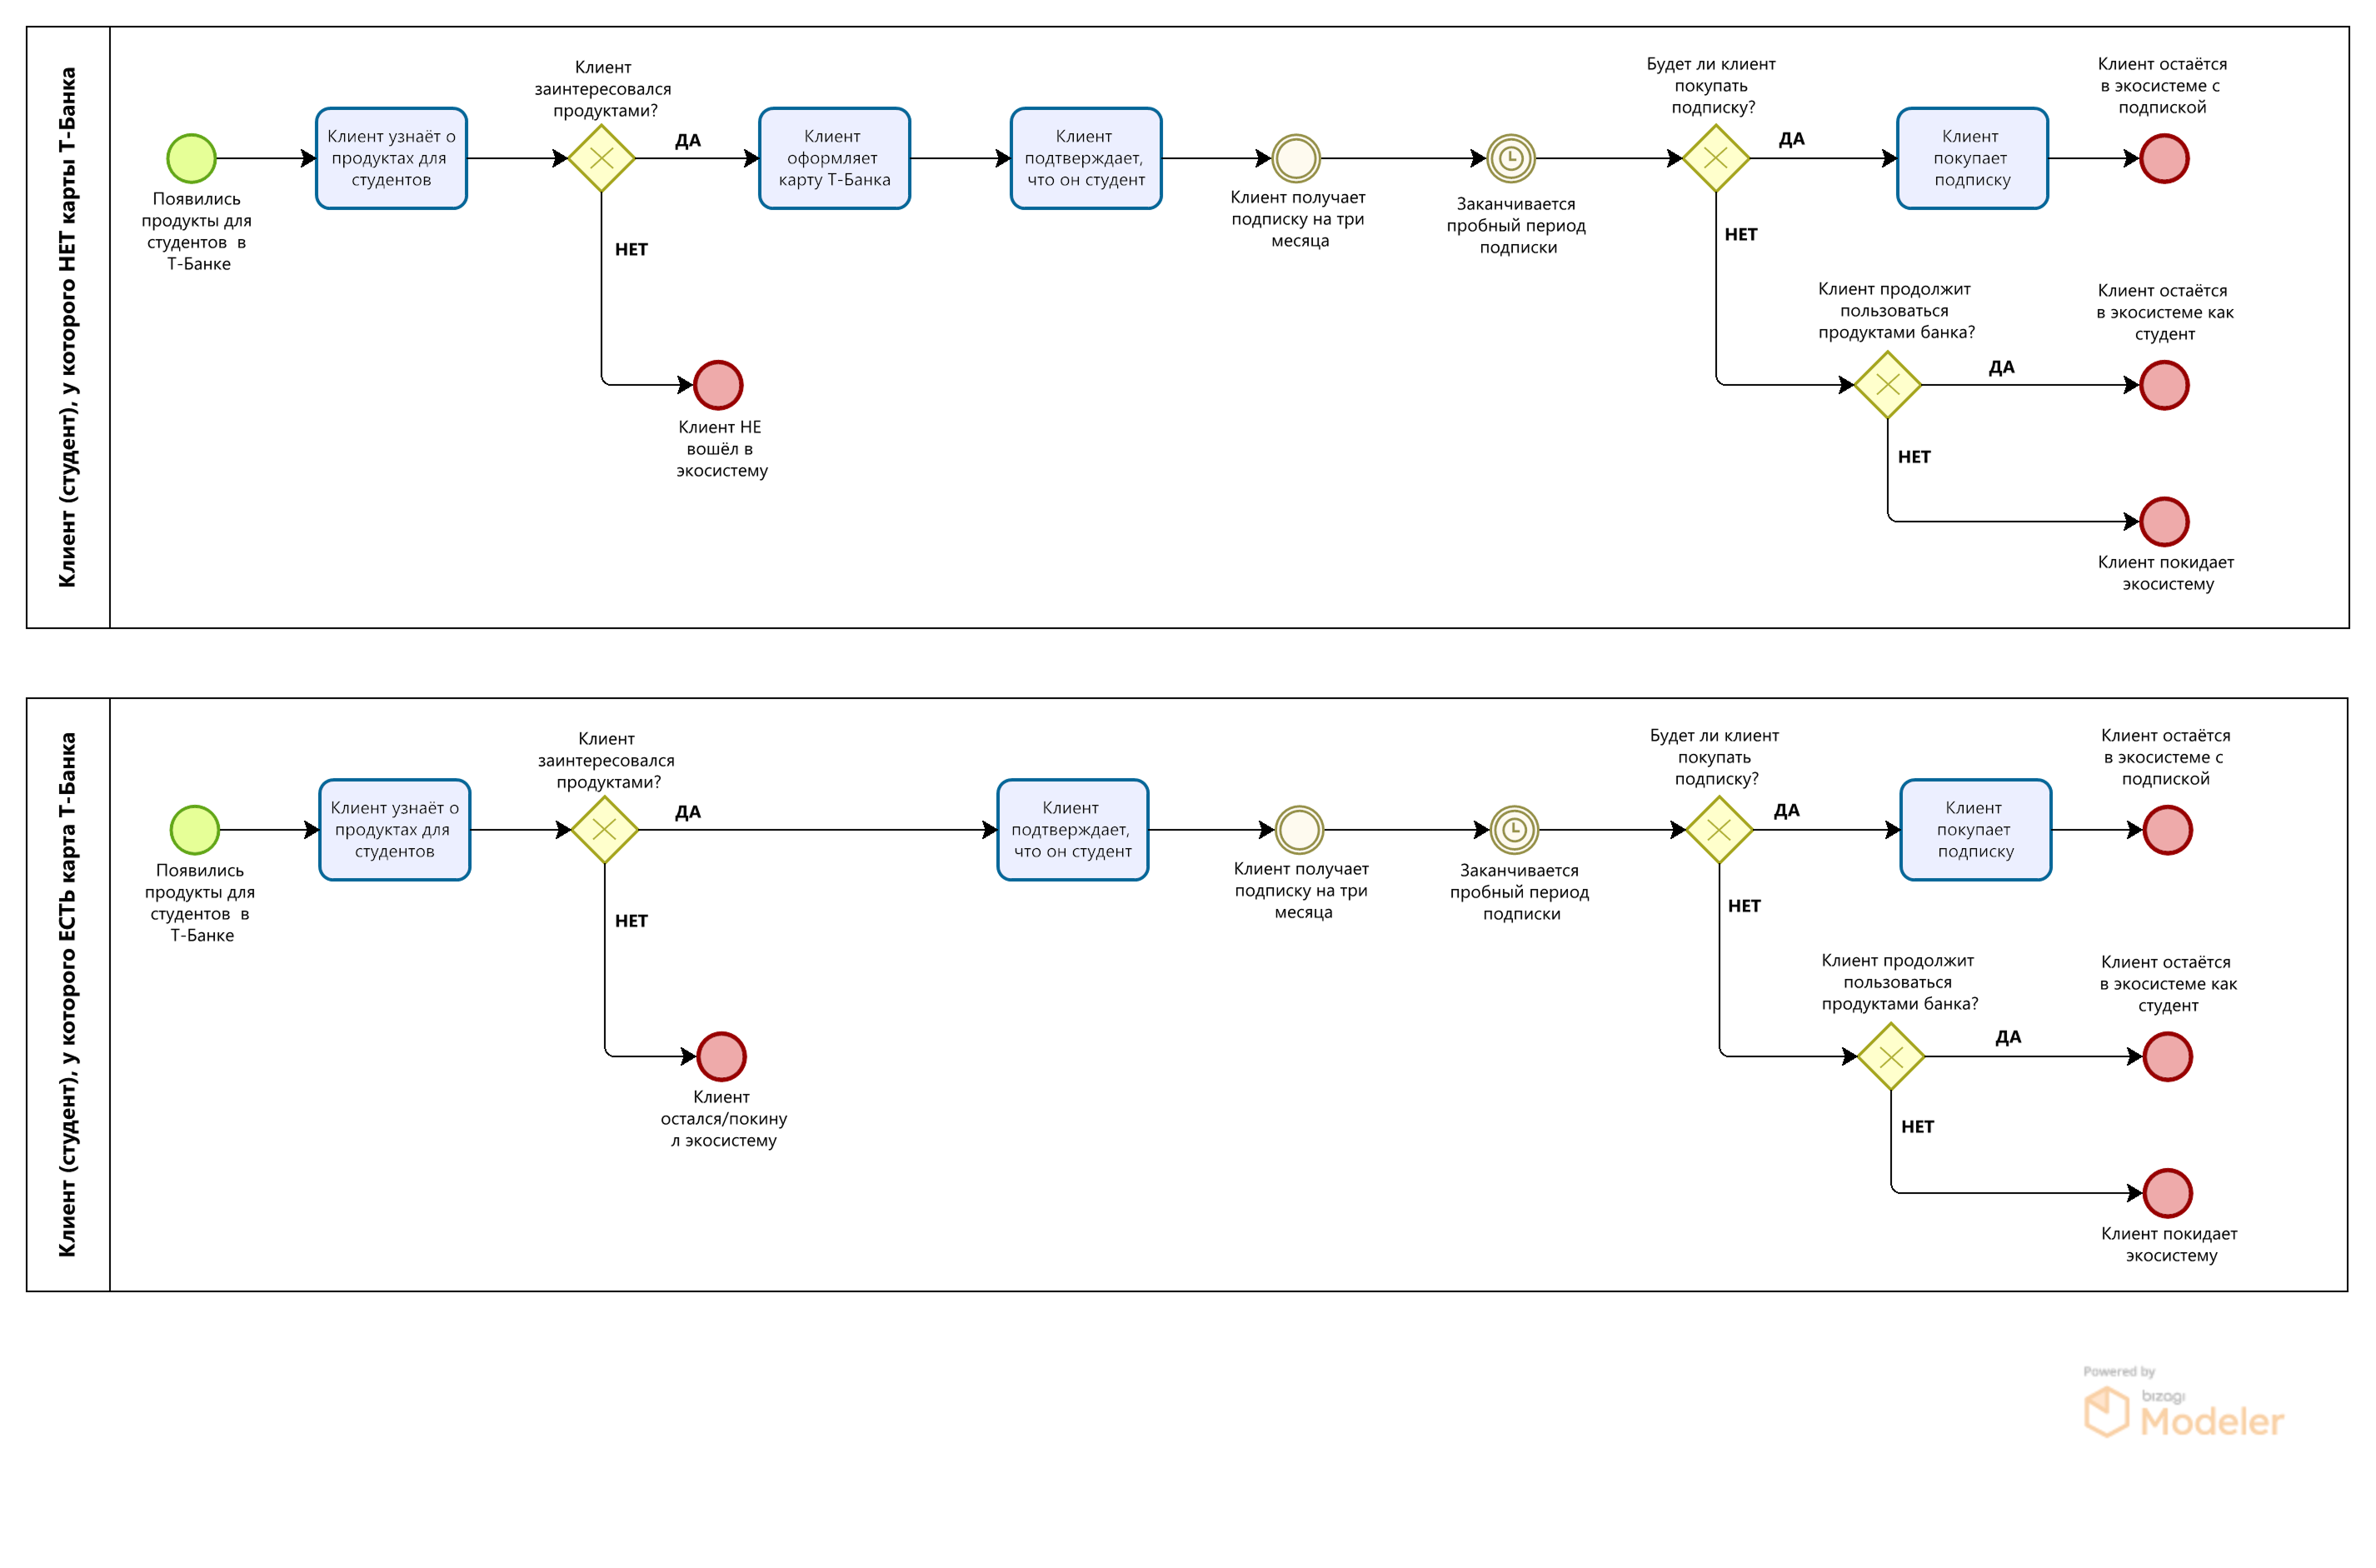 Клиент (студент), у которого НЕТ карты Т-Банка
Появились
продукты для
студентов в
Т-Банке
Клиент узнаёт о
продуктах для
студентов
Клиент
заинтересовался
продуктами?
ДА
НЕТ
Клиент НЕ
вошёл в
экосистему
Клиент
оформляет
карту Т-Банка
Клиент
подтверждает,
что он студент
Клиент получает
подписку на три
месяца
Заканчивается
пробный период
подписки
Будет ли клиент
покупать
подписку?
ДА
НЕТ
Клиент
покупает
подписку
Клиент остаётся
в экосистеме с
подпиской
Клиент продолжит
пользоваться
продуктами банка?
ДА
НЕТ
Клиент остаётся
в экосистеме как
студент
Клиент покидает
экосистему
Клиент (студент), у которого ЕСТЬ карта Т-Банка
Появились
продукты для
студентов в
Т-Банке
Клиент узнаёт о
продуктах для
студентов
Клиент
заинтересовался
продуктами?
ДА
НЕТ
Клиент
остался/покину
л экосистему
Клиент
подтверждает,
что он студент
Клиент получает
подписку на три
месяца
Заканчивается
пробный период
подписки
Будет ли клиент
покупать
подписку?
ДА
НЕТ
Клиент
покупает
подписку
Клиент остаётся
в экосистеме с
подпиской
Клиент продолжит
пользоваться
продуктами банка?
ДА
НЕТ
Клиент остаётся
в экосистеме как
студент
Клиент покидает
экосистему
Powered by
bizagi
Modeler